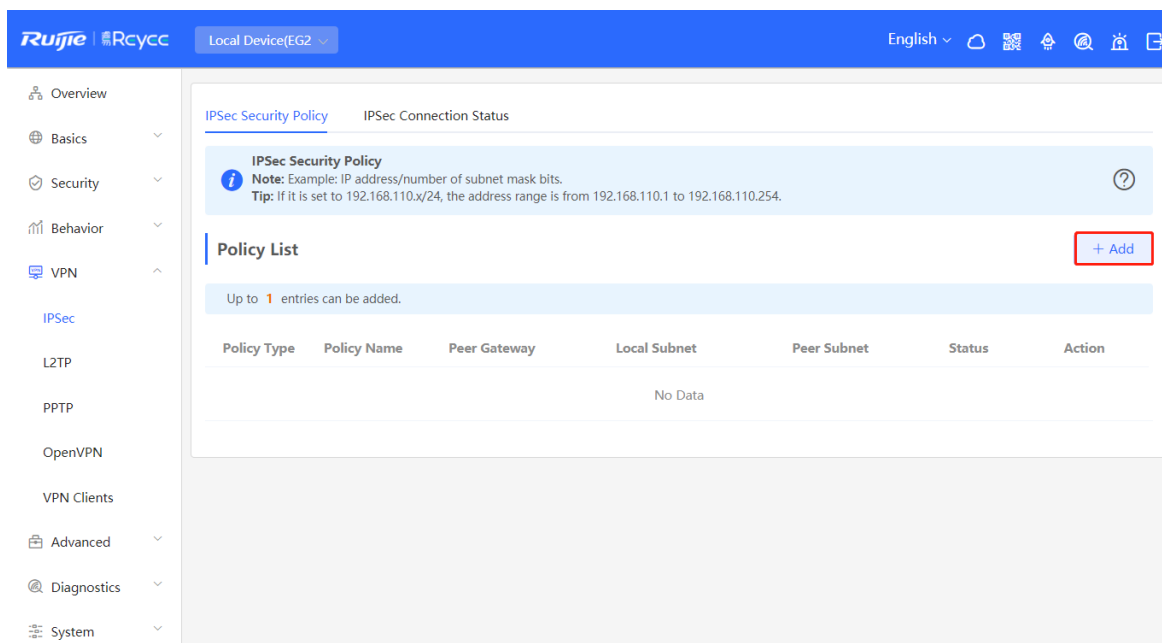 Ruijie | Reyee
Local Device(EG2
English
Overview
Basics
Security
Behavior
VPN
IPSec
L2TP
PPTP
OpenVPN
VPN Clients
Advanced
Diagnostics
System
IPSec Security Policy
IPSec Connection Status
IPSec Security Policy
Note: Example: IP address/number of subnet mask bits.
Tip: If it is set to 192.168.110.x/24, the address range is from 192.168.110.1 to 192.168.110.254.
Policy List
+ Add
Up to 1 entries can be added.
Policy Type Policy Name Peer Gateway Local Subnet Peer Subnet Status Action
No Data